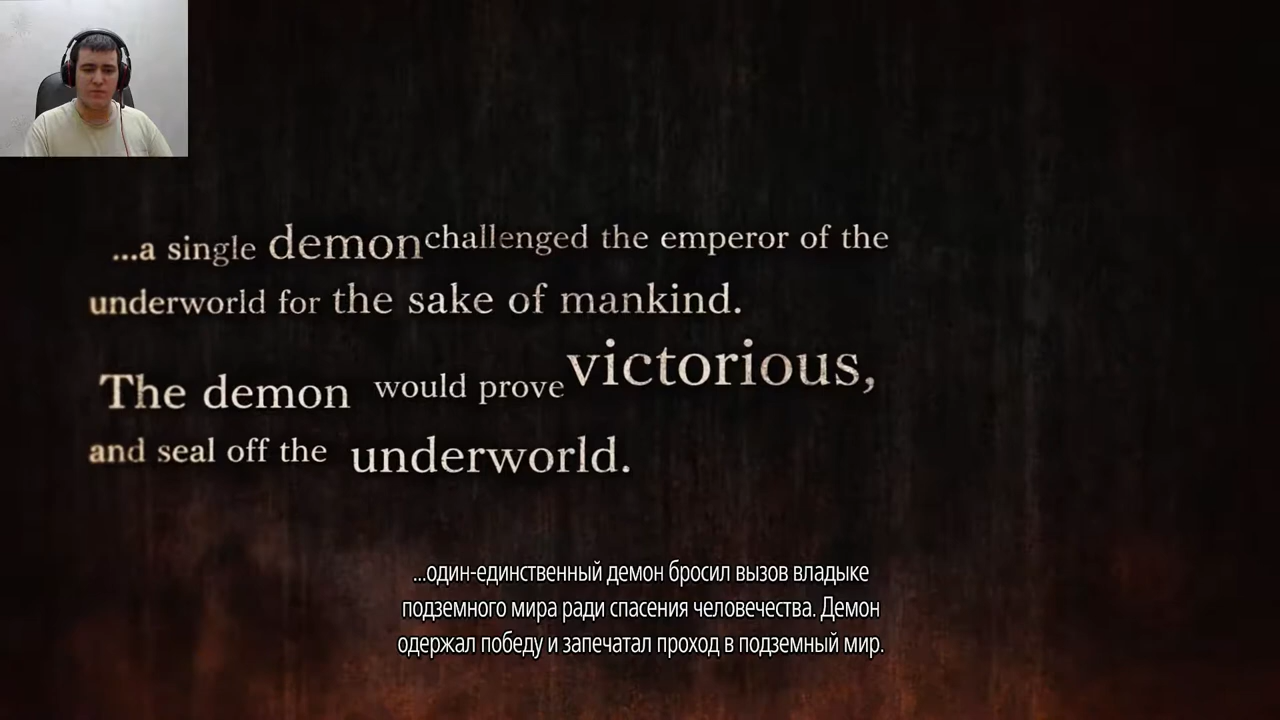 ...a single demon challenged the emperor of the
underworld for the sake of mankind.
The demon would prove victorious,
and seal off the underworld.
...один-единственный демон бросил вызов владыке
подземного мира ради спасения человечества. Демон
одержал победу и запечатал проход в подземный мир.